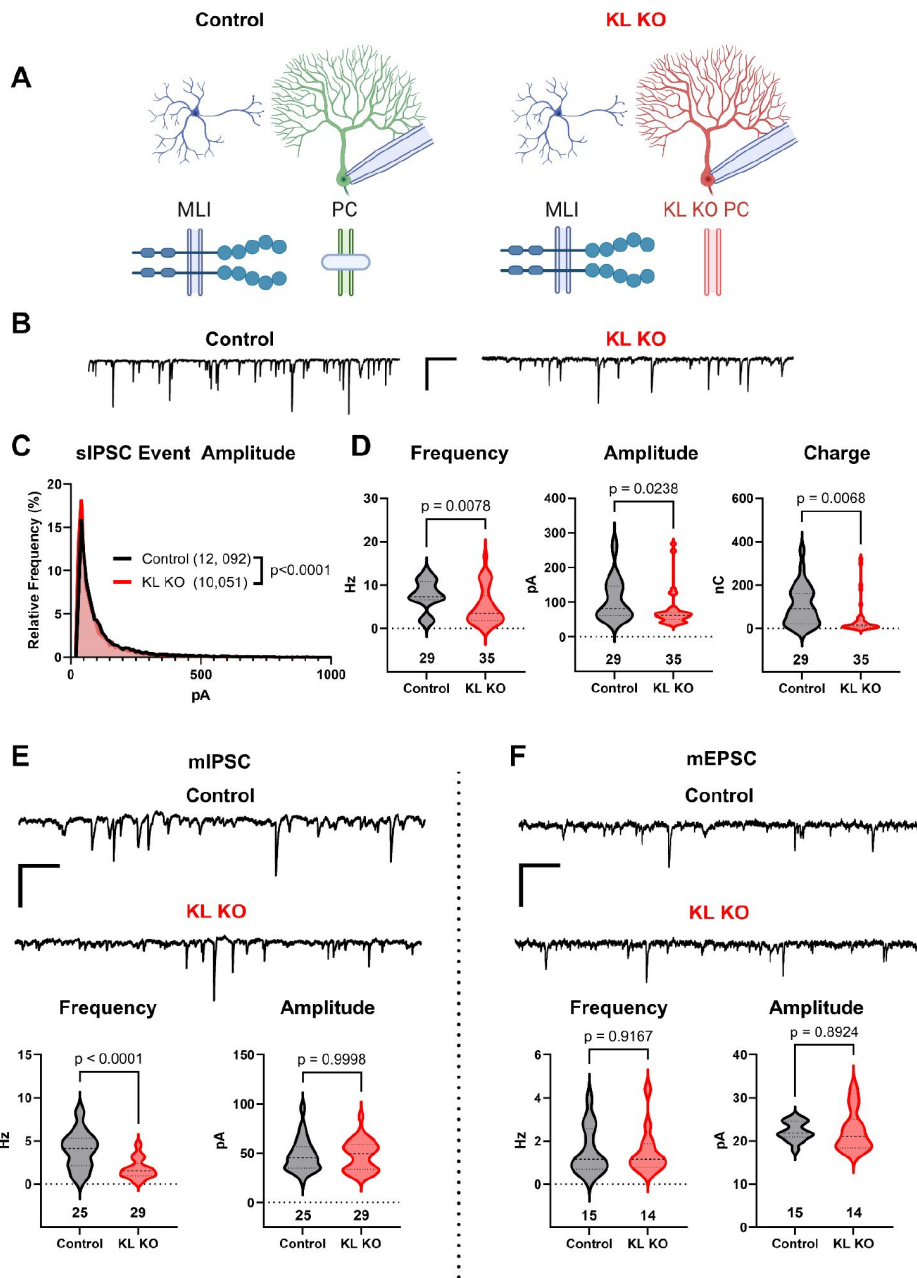 Control
KL KO
A
MLI
PC
MLI
KL KO PC
B
Control
KL KO
C
sIPSC Event Amplitude
Relative Frequency (%)
20
15
10
5
0
0
500
1000
pA
Control (12, 092)
KL KO (10,051)
p<0.0001
D
Frequency
p = 0.0078
Hz
30
20
10
0
29
35
Control
KL KO
Amplitude
p = 0.0238
pA
400
300
200
100
0
29
35
Control
KL KO
Charge
p = 0.0068
nC
600
400
200
0
29
35
Control
KL KO
E
mIPSC
Control
KL KO
Frequency
p < 0.0001
Hz
15
10
5
0
25
29
Control
KL KO
Amplitude
p = 0.9998
pA
150
100
50
0
25
29
Control
KL KO
F
mEPSC
Control
KL KO
Frequency
p = 0.9167
Hz
6
4
2
0
15
14
Control
KL KO
Amplitude
p = 0.8924
pA
40
30
20
10
0
15
14
Control
KL KO